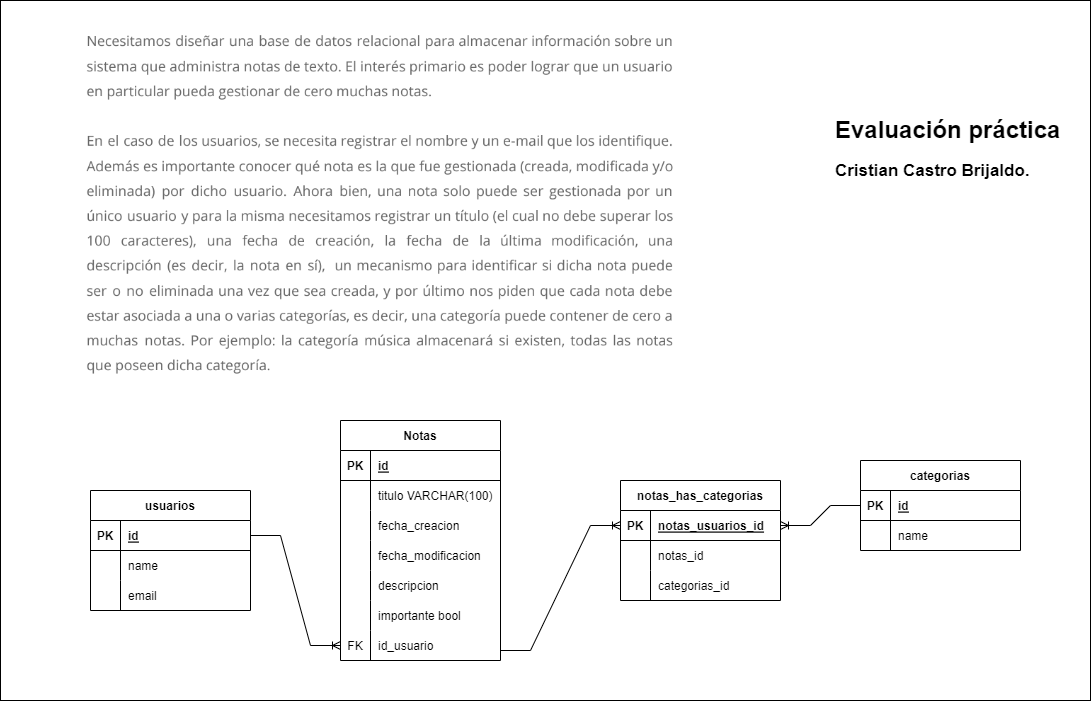 Necesitamos diseñar una base de datos relacional para almacenar información sobre un
sistema que administra notas de texto. El interés primario es poder lograr que un usuario
en particular pueda gestionar de cero muchas notas.
En el caso de los usuarios, se necesita registrar el nombre y un e-mail que los identifique.
Además es importante conocer qué nota es la que fue gestionada (creada, modificada y/o
eliminada) por dicho usuario. Ahora bien, una nota solo puede ser gestionada por un
único usuario y para la misma necesitamos registrar un título (el cual no debe superar los
100 caracteres), una fecha de creación, la fecha de la última modificación, una
descripción (es decir, la nota en sí), un mecanismo para identificar si dicha nota puede
ser o no eliminada una vez que sea creada, y por último nos piden que cada nota debe
estar asociada a una o varias categorías, es decir, una categoría puede contener de cero a
muchas notas. Por ejemplo: la categoría música almacenará si existen, todas las notas
que poseen dicha categoría.
Evaluación práctica
Cristian Castro Brijaldo.
usuarios
PK id
name
email
Notas
PK id
titulo VARCHAR(100)
fecha_creacion
fecha_modificacion
descripcion
importante bool
FK id_usuario
notas_has_categorias
PK notas_usuarios_id
notas_id
categorias_id
categorias
PK id
name